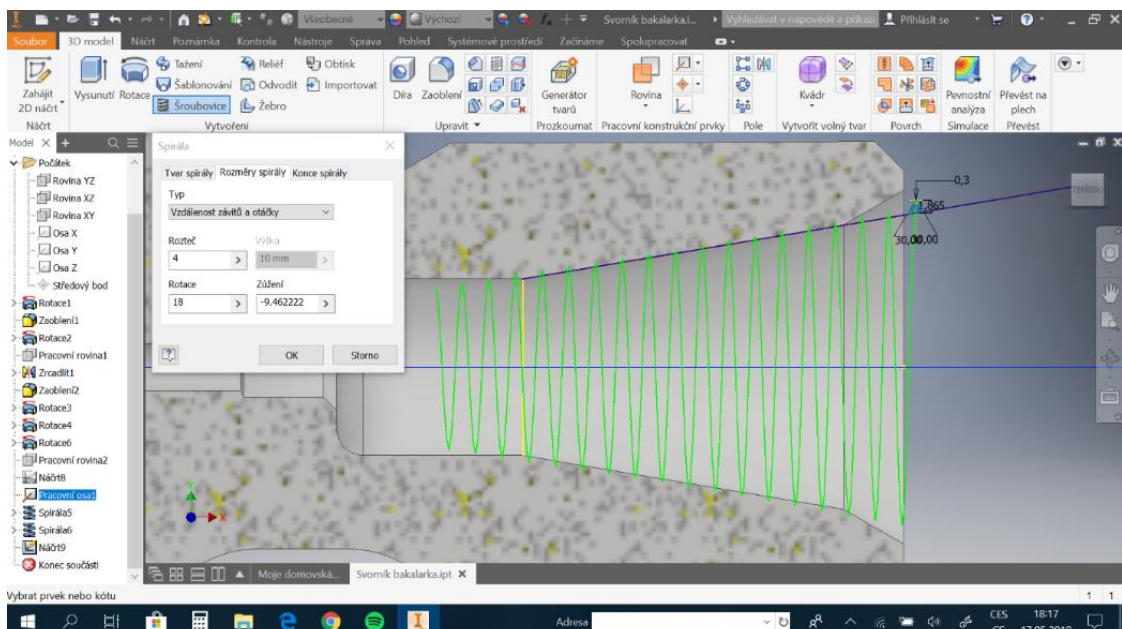 Všeobecné
Výchozí
Svorník bakalarka.i...
Vyhledávat v nápovědě a příkaz
Přihlásit se
Soubor 3D model Náčrt Poznámka Kontrola Nástroje Správa Pohled Systémové prostředí Začínáme Spolupracovat
Zahájit 2D náčrt
Vysunutí
Rotace
Tažení
Šablonování
Šroubovice
Reliéf
Odvodit
Žebro
Obtisk
Importovat
Díra
Zaoblení
Generátor tvarů
Rovina
Kvádr
Pevnostní analýza
Převést na plech
Náčrt
Vytvoření
Upravit
Prozkoumat
Pracovní konstrukční prvky
Pole
Vytvořit volný tvar
Povrch
Simulace
Převést
Model
Počátek
Rovina YZ
Rovina XZ
Rovina XY
Osa X
Osa Y
Osa Z
Středový bod
Rotace1
Zaoblení1
Rotace2
Pracovní rovina1
Zrcadlit1
Zaoblení2
Rotace3
Rotace4
Rotace6
Pracovní rovina2
Náčrt8
Pracovní osa1
Spirála5
Spirála6
Náčrt9
Konec součásti
Spirála
Tvar spirály Rozměry spirály Konce spirály
Typ
Vzdálenost závitů a otáčky
Rozteč Výška
4 10 mm
Rotace Zúžení
18 -9.462222
OK Storno
0,3
X
Moje domovská...
Svorník bakalarka.ipt
Vybrat prvek nebo kótu
1 1
Adresa
CES
18:17